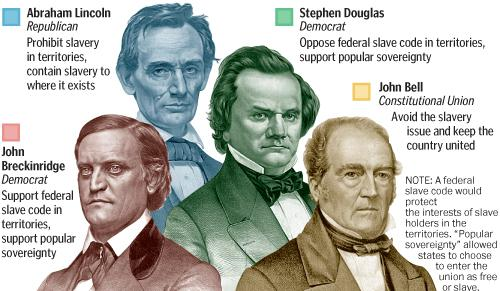 Abraham Lincoln
Republican
Prohibit slavery
in territories,
contain slavery to
where it exists
Stephen Douglas
Democrat
Oppose federal slave code in territories,
support popular sovereignty
John Bell
Constitutional Union
Avoid the slavery
issue and keep the
country united
John
Breckinridge
Democrat
Support federal
slave code in
territories,
support popular
sovereignty
NOTE: A federal
slave code would
protect
the interests of slave
holders in the
territories. “Popular
sovereignty” allowed
states to choose
to enter the
union as free
or slave.